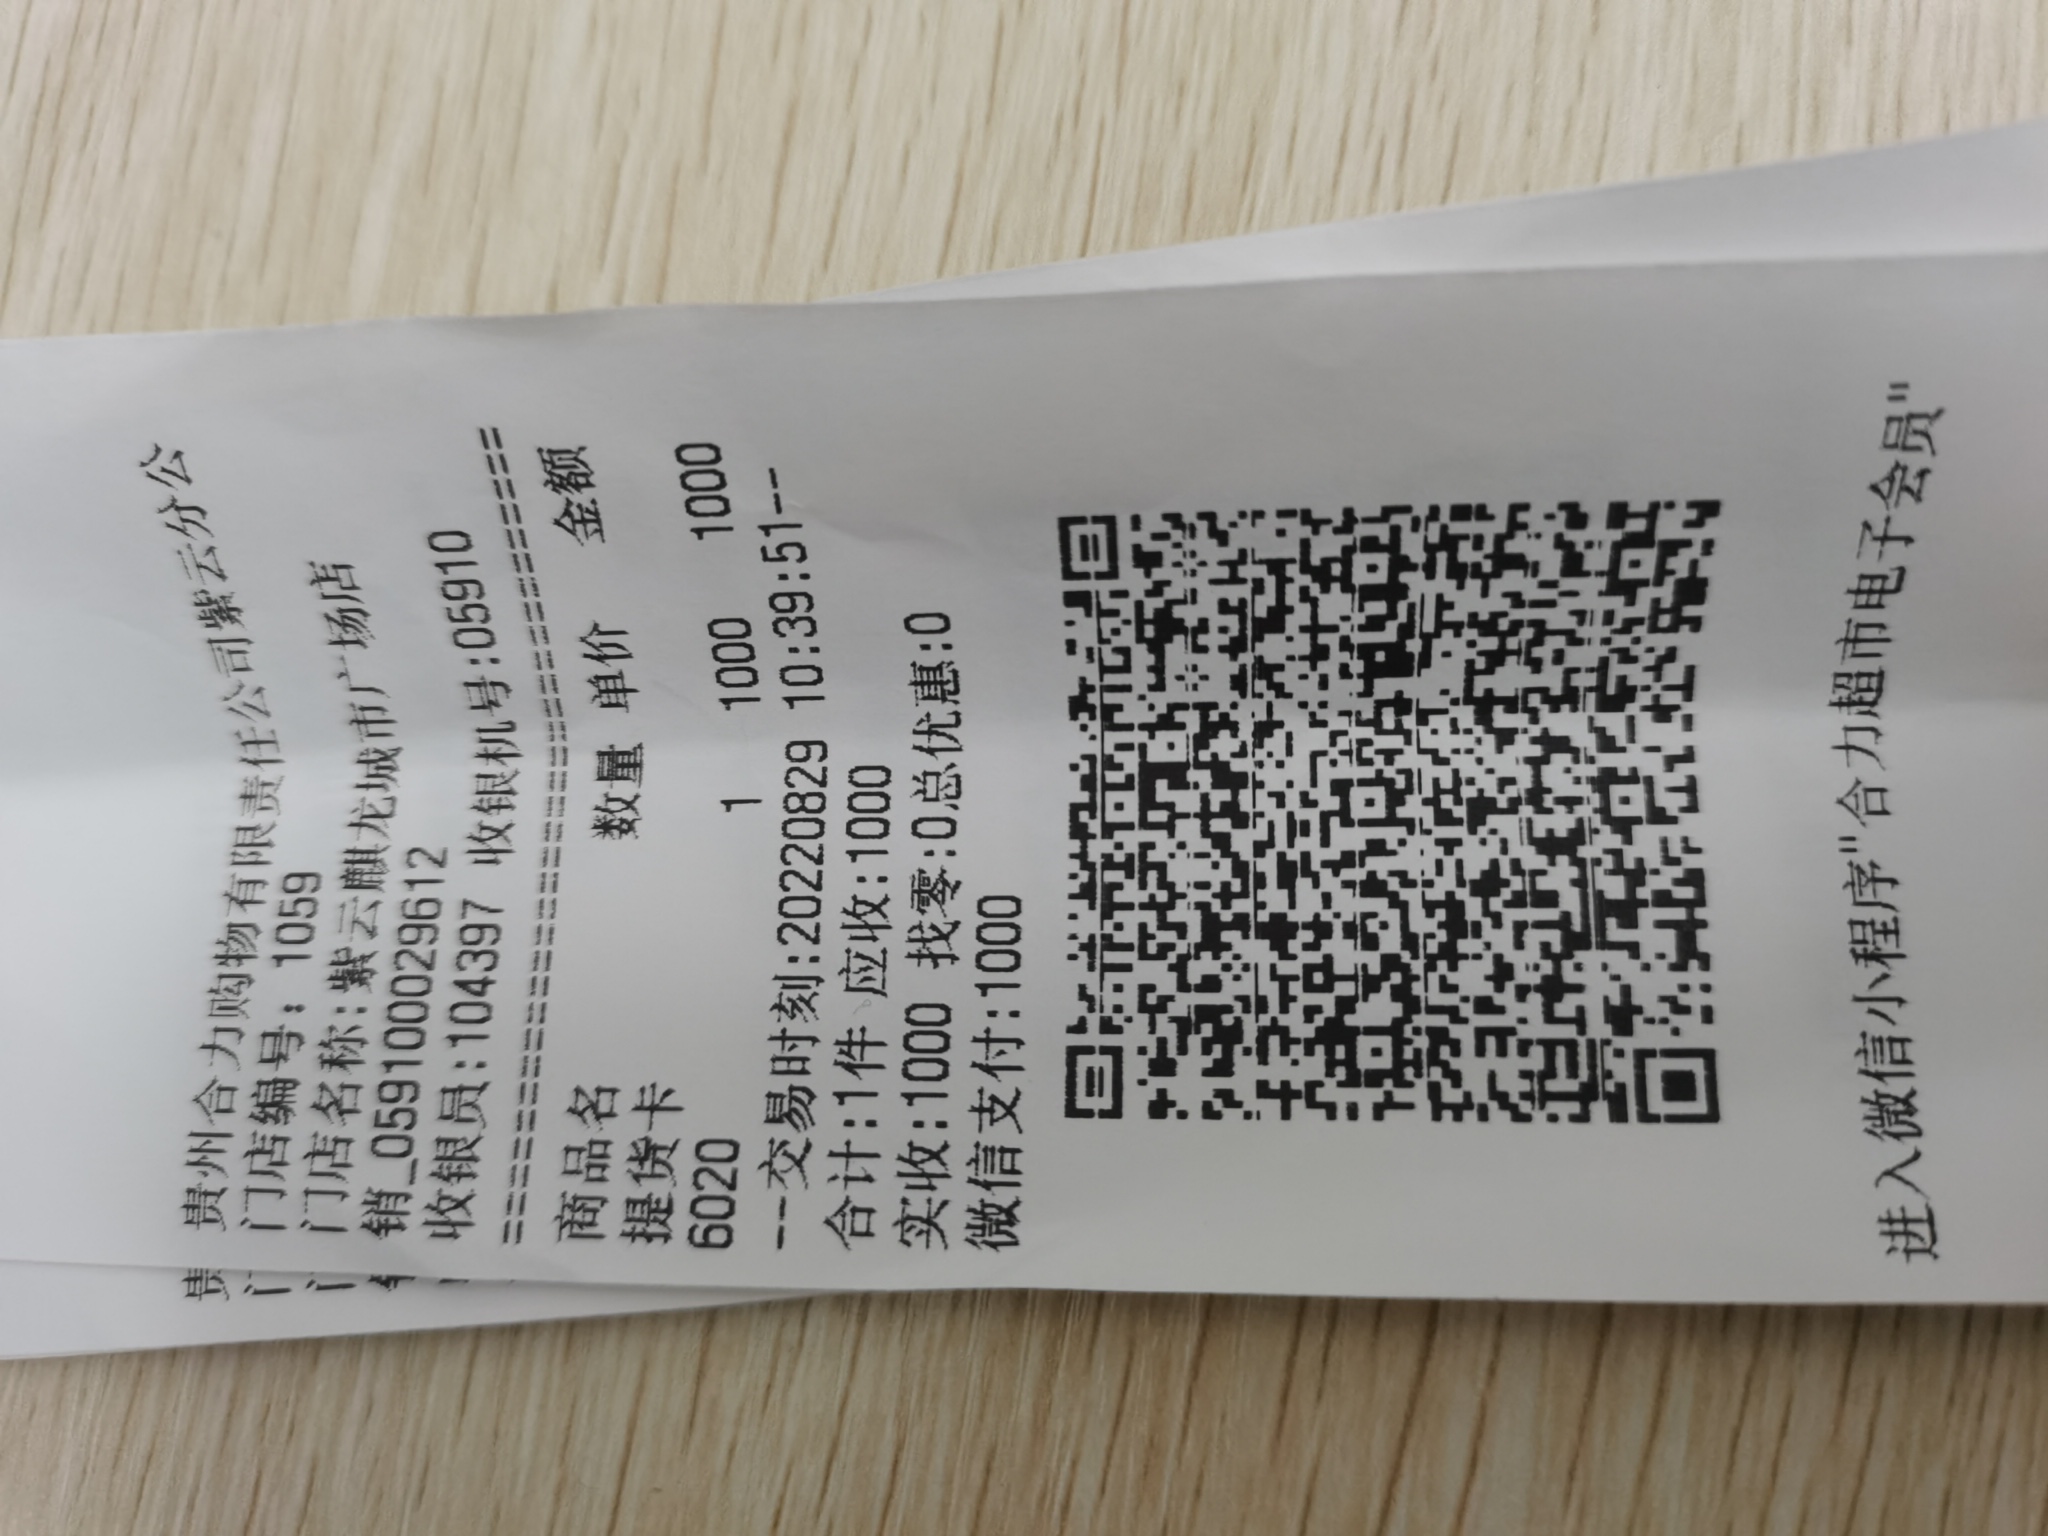 贵州合力购物有限责任公司紫云分公
门店编号: 1059
门店名称:紫云麒龙城市广场店
销_0591000029612
收银员:104397 收银机号:05910
================================
商品名 数量 单价 金额
提货卡
6020 1 1000 1000
--交易时刻:20220829 10:39:51--
合计:1件 应收:1000
实收:1000 找零:0总优惠:0
微信支付:1000
进入微信小程序"合力超市电子会员"
贵